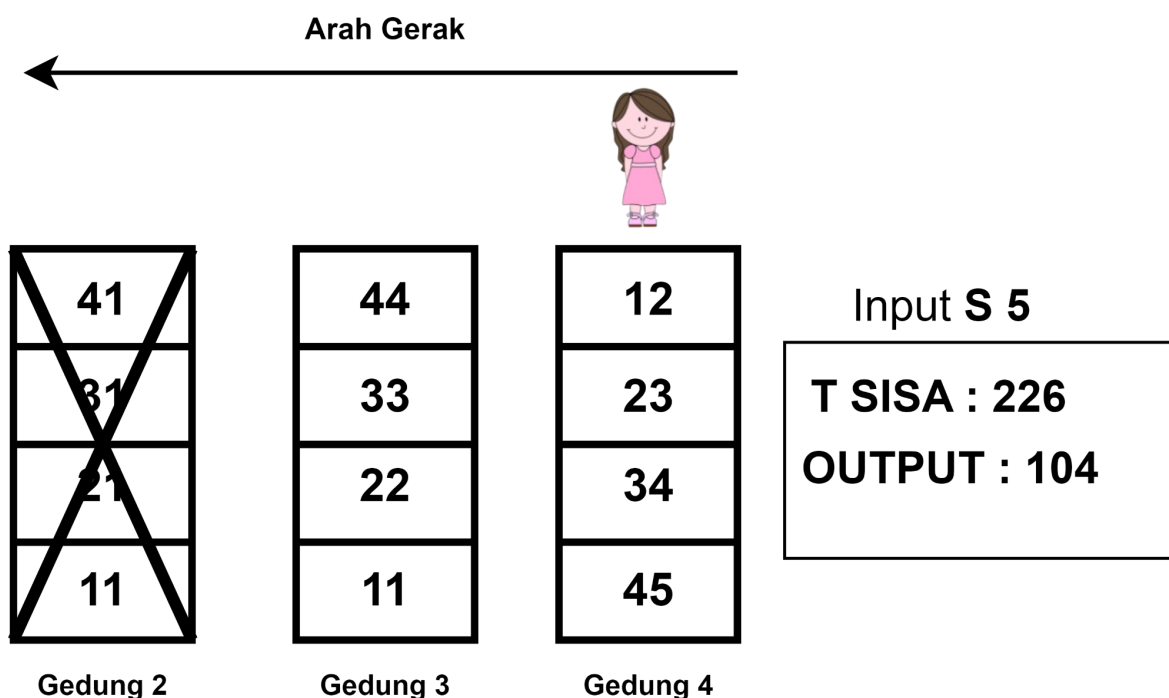 Arah Gerak
41
31
21
11
Gedung 2
44
33
22
11
Gedung 3
12
23
34
45
Gedung 4
Input S 5
T SISA : 226
OUTPUT : 104